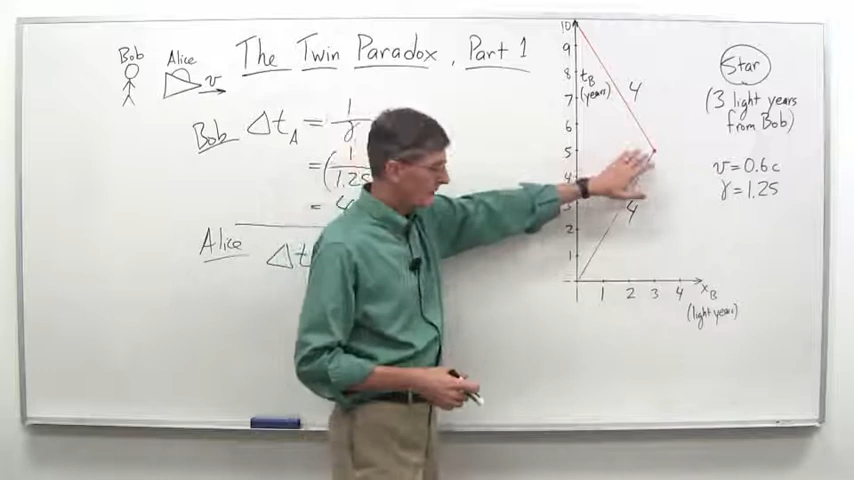 The Twin Paradox, Part 1
Bob
Alice
v
Bob Δt_A = 1/γ
= (1/1.25
= 4
Alice Δt
10
9
8
7
6
5
4
3
2
1
t_B
(years)
4
4
1 2 3 4 x_B
(light years)
Star
(3 light years
from Bob)
v=0.6c
γ=1.25